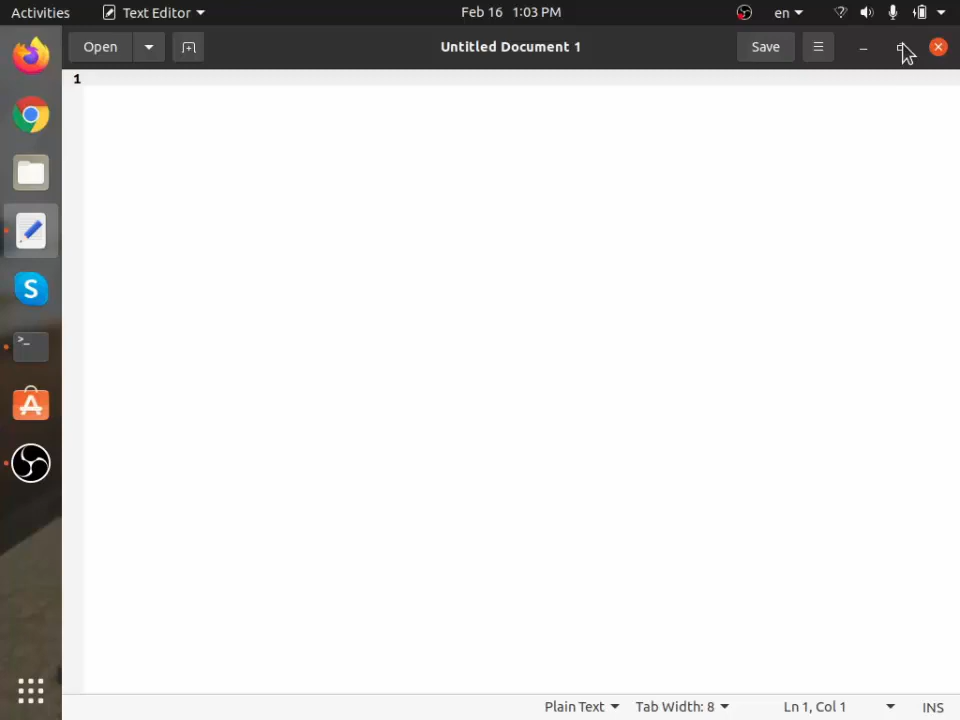 Activities Text Editor Feb 16 1:03 PM en
Open Untitled Document 1 Save
1
Plain Text Tab Width: 8 Ln 1, Col 1 INS